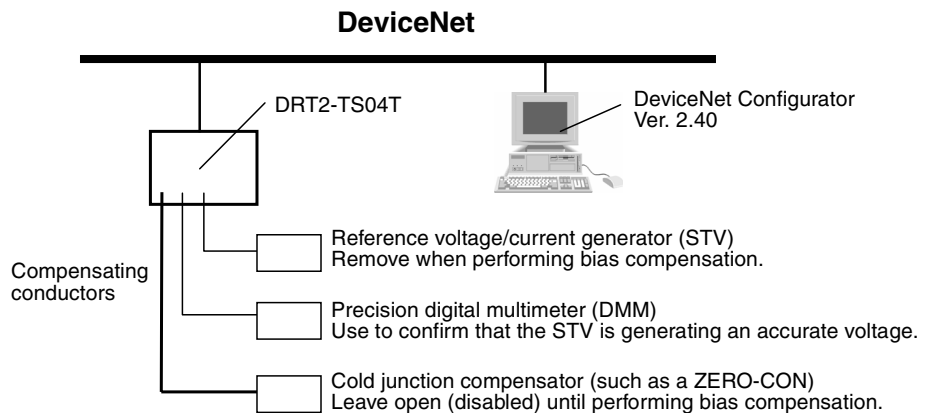 DeviceNet
DRT2-TS04T
DeviceNet Configurator
Ver. 2.40
Reference voltage/current generator (STV)
Remove when performing bias compensation.
Compensating
conductors
Precision digital multimeter (DMM)
Use to confirm that the STV is generating an accurate voltage.
Cold junction compensator (such as a ZERO-CON)
Leave open (disabled) until performing bias compensation.